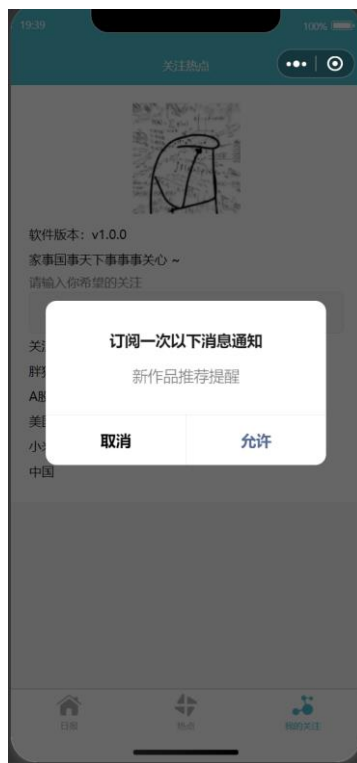 19:39
100%
关注热点
软件版本：v1.0.0
家事国事天下事事事关心 ~
请输入你希望的关注
订阅一次以下消息通知
新作品推荐提醒
取消
允许
关
胖
A股
美国
小米
中国
日报
热点
我的关注